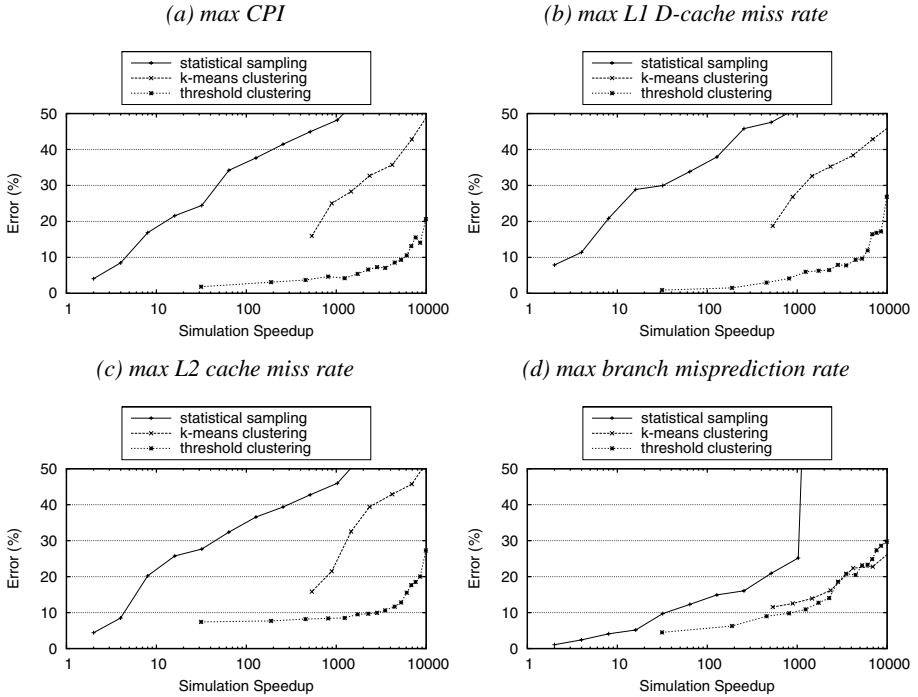 (a) max CPI
statistical sampling
k-means clustering
threshold clustering
50
40
30
20
10
0
Error (%)
1
10
100
1000
10000
Simulation Speedup
(b) max L1 D-cache miss rate
statistical sampling
k-means clustering
threshold clustering
50
40
30
20
10
0
Error (%)
1
10
100
1000
10000
Simulation Speedup
(c) max L2 cache miss rate
statistical sampling
k-means clustering
threshold clustering
50
40
30
20
10
0
Error (%)
1
10
100
1000
10000
Simulation Speedup
(d) max branch misprediction rate
statistical sampling
k-means clustering
threshold clustering
50
40
30
20
10
0
Error (%)
1
10
100
1000
10000
Simulation Speedup